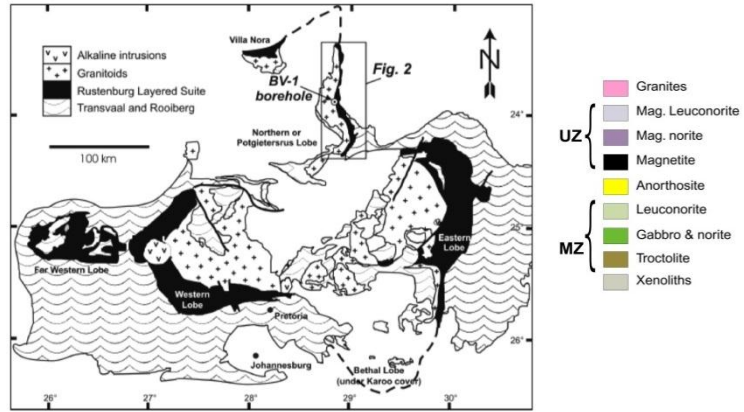 Villa Nora
Alkaline intrusions
Granitoids
Rustenburg Layered Suite
Transvaal and Rooiberg
100 km
BV-1
borehole
Fig. 2
N
Northern or
Potgietersrus Lobe
24°
25°
26°
Far Western Lobe
Western
Lobe
Eastern
Lobe
Pretoria
Johannesburg
Bethal Lobe
(under Karoo cover)
26°
27°
28°
29°
30°
Granites
UZ
Mag. Leuconorite
Mag. norite
Magnetite
Anorthosite
MZ
Leuconorite
Gabbro & norite
Troctolite
Xenoliths